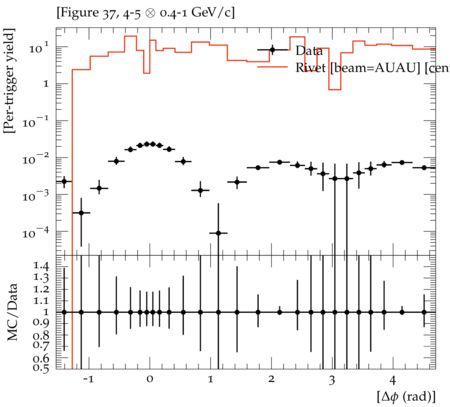 [Figure 37, 4-5 ⊗ 0.4-1 GeV/c]
[Per-trigger yield]
10¹
1
10⁻¹
10⁻²
10⁻³
10⁻⁴
Data
Rivet [beam=AUAU] [cen
MC/Data
1.4
1.3
1.2
1.1
1
0.9
0.8
0.7
0.6
0.5
-1 0 1 2 3 4
[Δϕ (rad)]